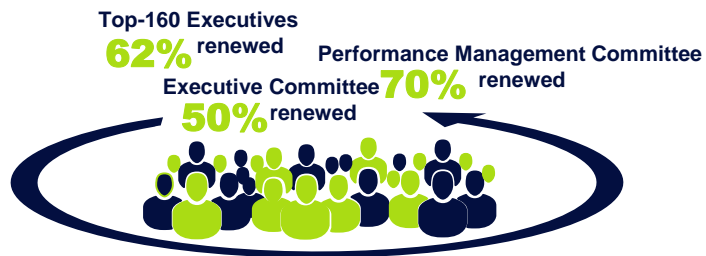 Top-160 Executives
62% renewed
Performance Management Committee
70% renewed
Executive Committee
50% renewed